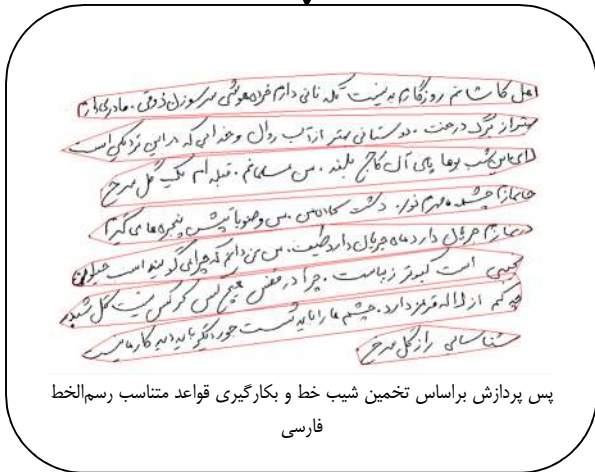 اهل کاشانم روزگارم بد نیست تکه نانی دارم خرده هوشی سر سوزن ذوقی . مادری دارم
بهتر از برگ درخت . دوستانی بهتر از آب روان و خدایی که در این نزدیکی است
لای این شب بوها پای آن کاج بلند . من مسلمانم . قبله ام یک گل سرخ
جانمازم چشمه مهرم نور . دشت سجاده من . من وضو با تپش پنجره ها می گیرم
در نمازم جریان دارد ماه جریان دارد طیف . من نمی دانم که چرا می گویند اسب حیوان
نجیبی است کبوتر زیباست . چرا در قفس هیچ کس کرکس نیست گل شبدر
چه کم از لاله قرمز دارد . چشم ها را باید شست جور دیگر باید دید کار ما نیست
شناسایی راز گل سرخ
پس پردازش براساس تخمین شیب خط و بکارگیری قواعد متناسب رسم‌الخط
فارسی